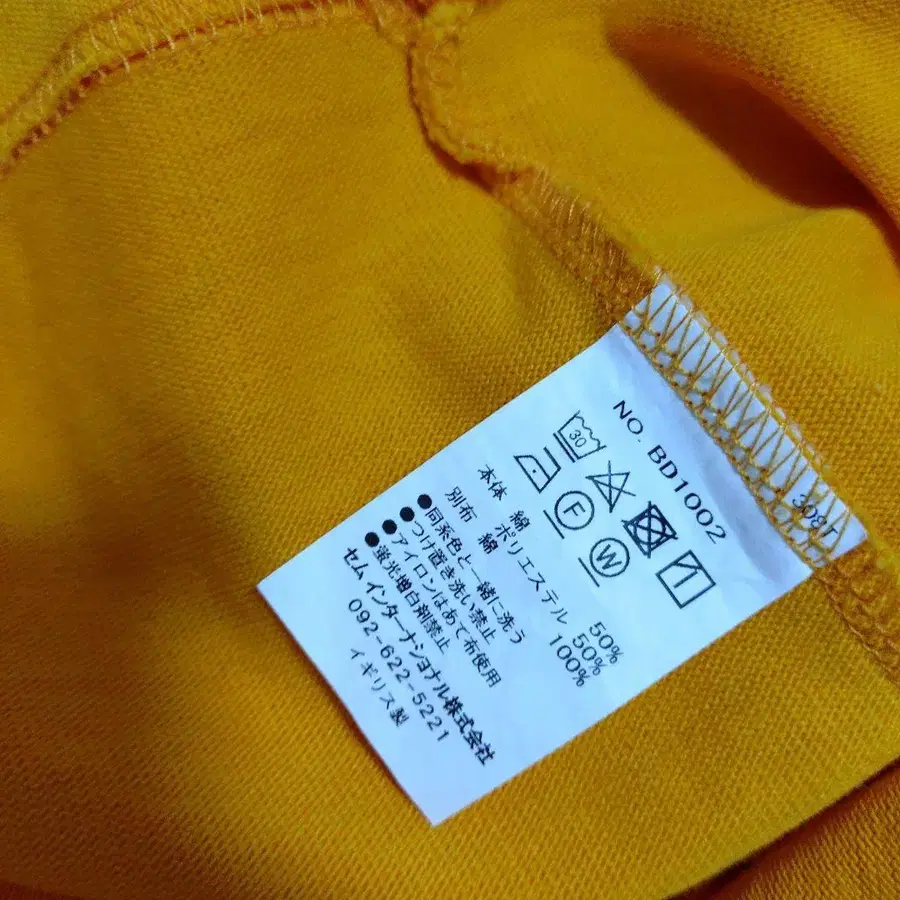 308T
NO. BD1002
30
F
W
本体 綿 50%
ポリエステル 50%
別布 綿 100%
●同系色と一緒に洗う
●つけ置き洗い禁止
●アイロンはあて布使用
●蛍光増白剤禁止
セムインターナショナル株式会社
092-622-5221
イギリス製